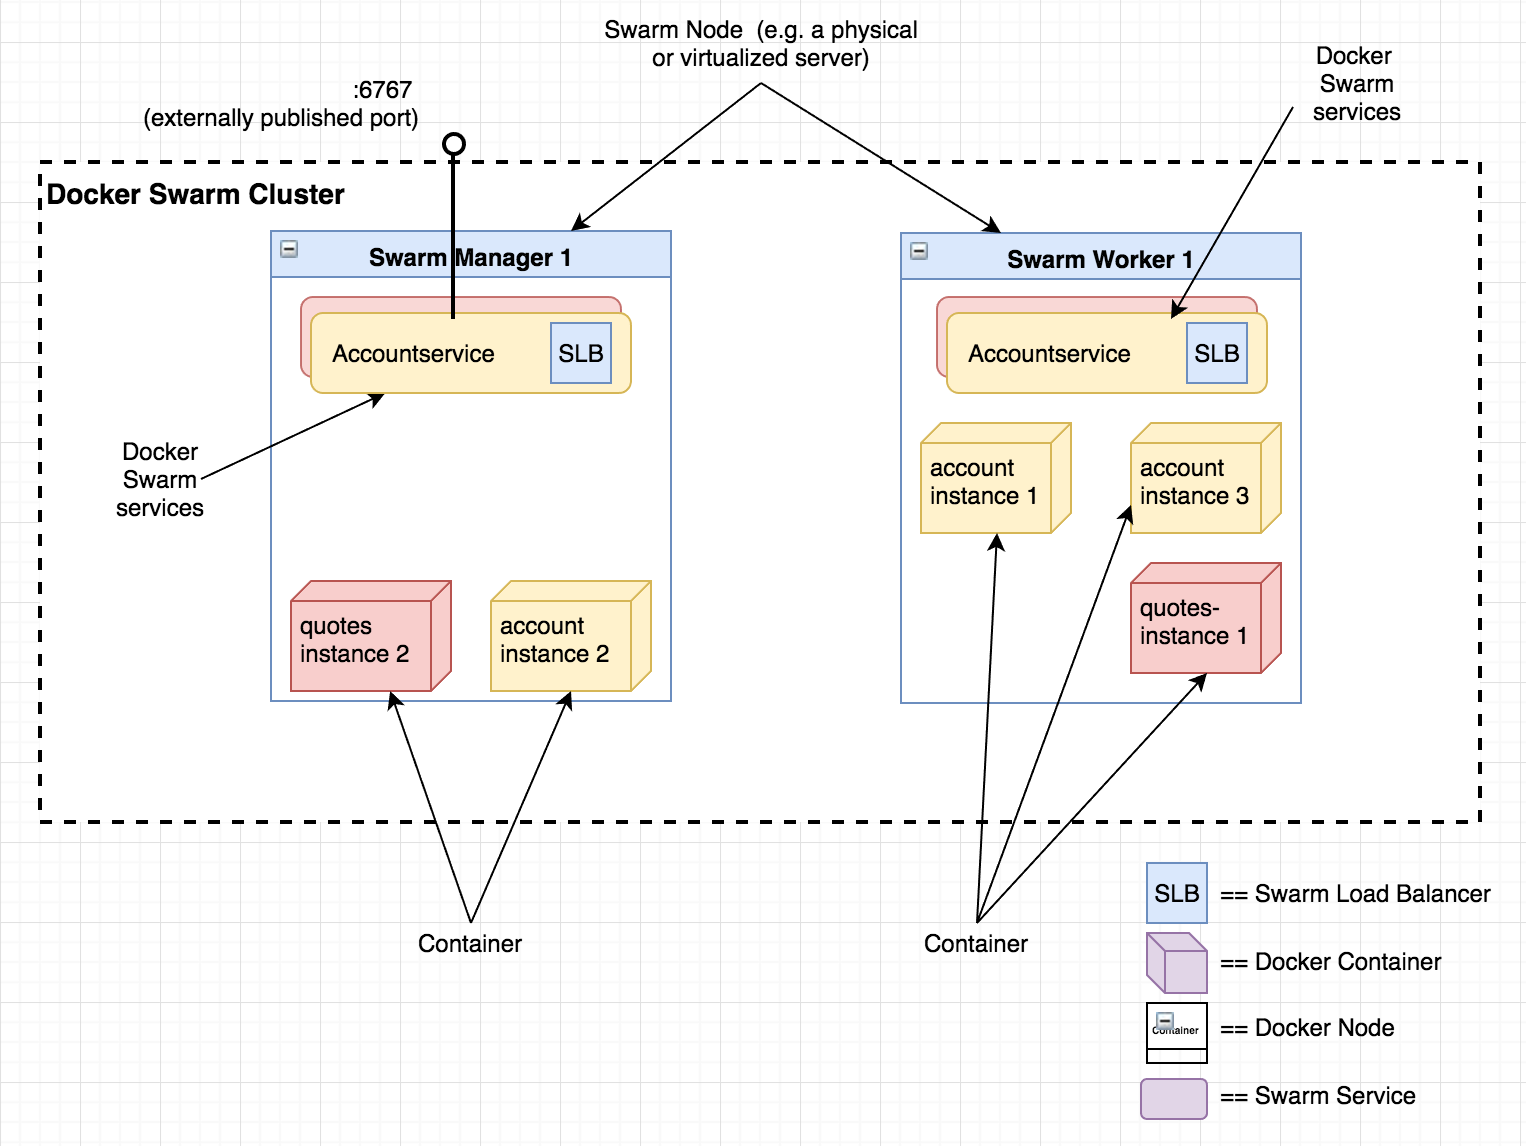 Swarm Node (e.g. a physical
or virtualized server)
Docker
Swarm
services
:6767
(externally published port)
Docker Swarm Cluster
Swarm Manager 1
Swarm Worker 1
Accountservice
SLB
Accountservice
SLB
Docker
Swarm
services
account
instance 1
account
instance 3
quotes
instance 2
account
instance 2
quotes-
instance 1
Container
Container
SLB
== Swarm Load Balancer
== Docker Container
Container
== Docker Node
== Swarm Service